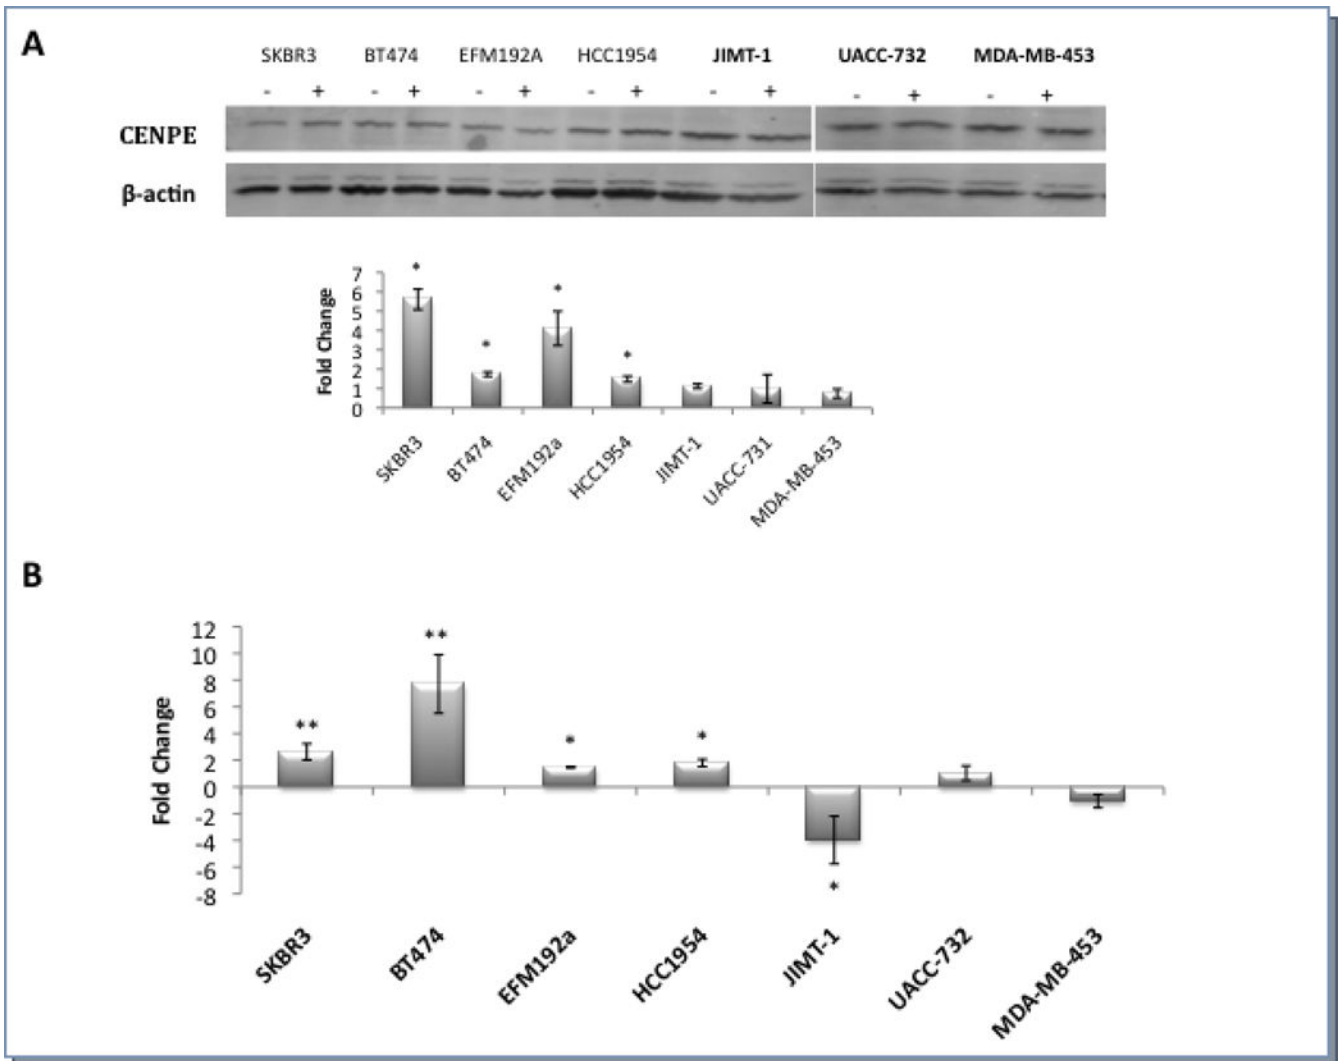 A
SKBR3 BT474 EFM192A HCC1954 JIMT-1 UACC-732 MDA-MB-453
- + - + - + - + - + - + - +
CENPE
β-actin
Fold Change
7
6
5
4
3
2
1
0
* * * *
SKBR3 BT474 EFM192a HCC1954 JIMT-1 UACC-731 MDA-MB-453
B
Fold Change
12
10
8
6
4
2
0
-2
-4
-6
-8
** ** * * *
SKBR3 BT474 EFM192a HCC1954 JIMT-1 UACC-732 MDA-MB-453